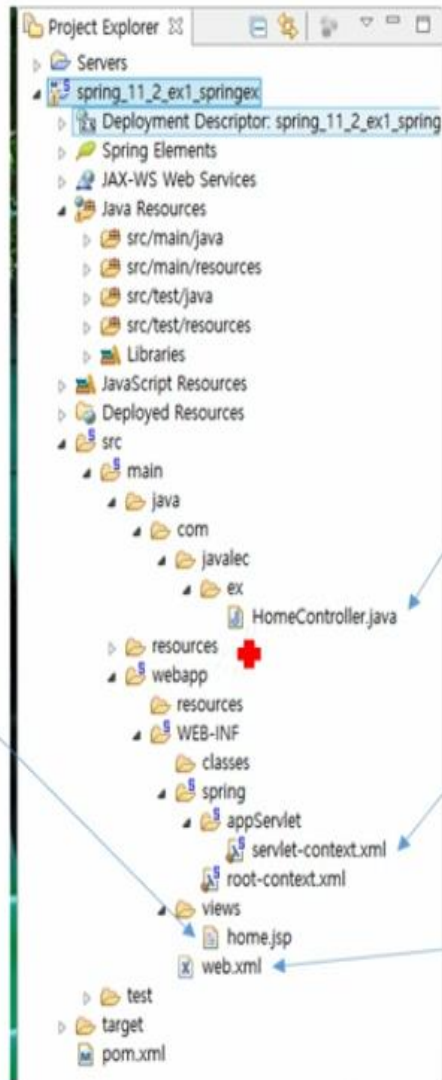 Project Explorer
Servers
spring_11_2_ex1_springex
Deployment Descriptor: spring_11_2_ex1_spring
Spring Elements
JAX-WS Web Services
Java Resources
src/main/java
src/main/resources
src/test/java
src/test/resources
Libraries
JavaScript Resources
Deployed Resources
src
main
java
com
javalec
ex
HomeController.java
resources
webapp
resources
WEB-INF
classes
spring
appServlet
servlet-context.xml
root-context.xml
views
home.jsp
web.xml
test
target
pom.xml